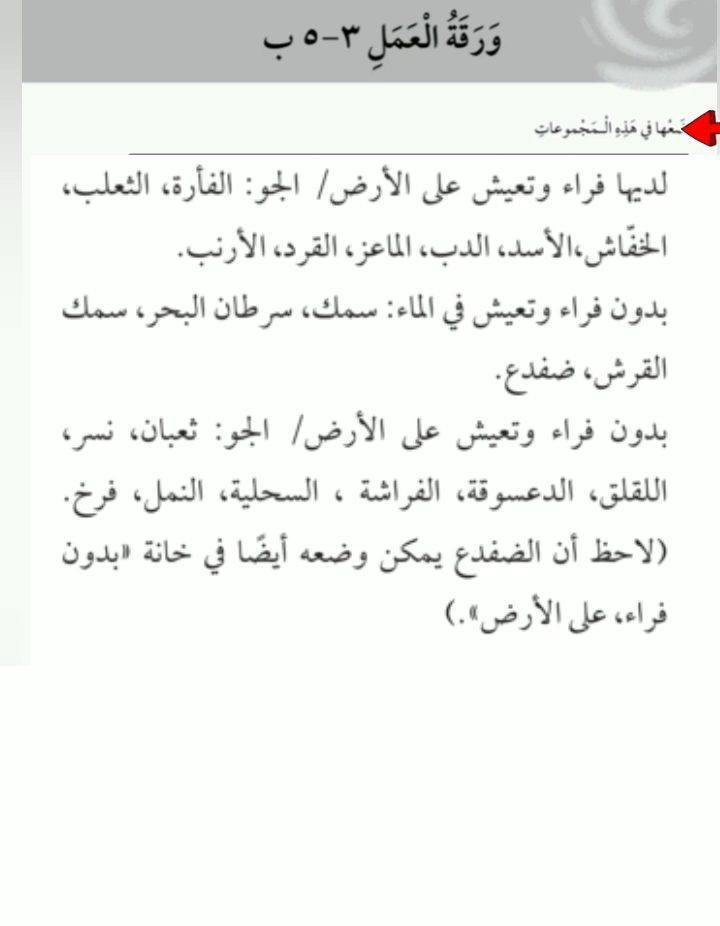 وَرَقَةُ الْعَمَلِ ٣-٥ ب
ضَعْها في هَذِهِ الْـمَجْموعاتِ
لديها فراء وتعيش على الأرض/ الجو: الفأرة، الثعلب،
الخفّاش،الأسد، الدب، الماعز، القرد، الأرنب.
بدون فراء وتعيش في الماء: سمك، سرطان البحر، سمك
القرش، ضفدع.
بدون فراء وتعيش على الأرض/ الجو: ثعبان، نسر،
اللقلق، الدعسوقة، الفراشة ، السحلية، النمل، فرخ.
(لاحظ أن الضفدع يمكن وضعه أيضًا في خانة «بدون
فراء، على الأرض».)